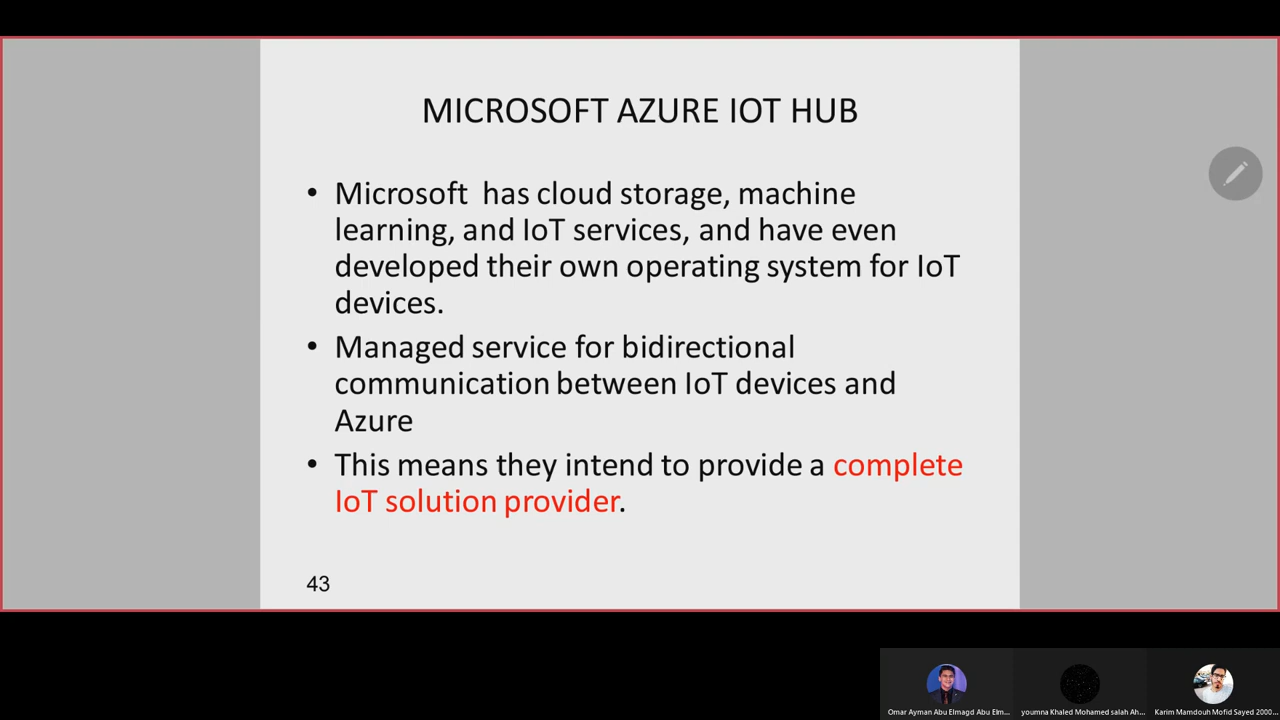 MICROSOFT AZURE IOT HUB
• Microsoft has cloud storage, machine
learning, and IoT services, and have even
developed their own operating system for IoT
devices.
• Managed service for bidirectional
communication between IoT devices and
Azure
• This means they intend to provide a complete
IoT solution provider.
43
Omar Ayman Abu Elmagd Abu Elm...
youmna Khaled Mohamed salah Ah...
Karim Mamdouh Mofid Sayed 2000...